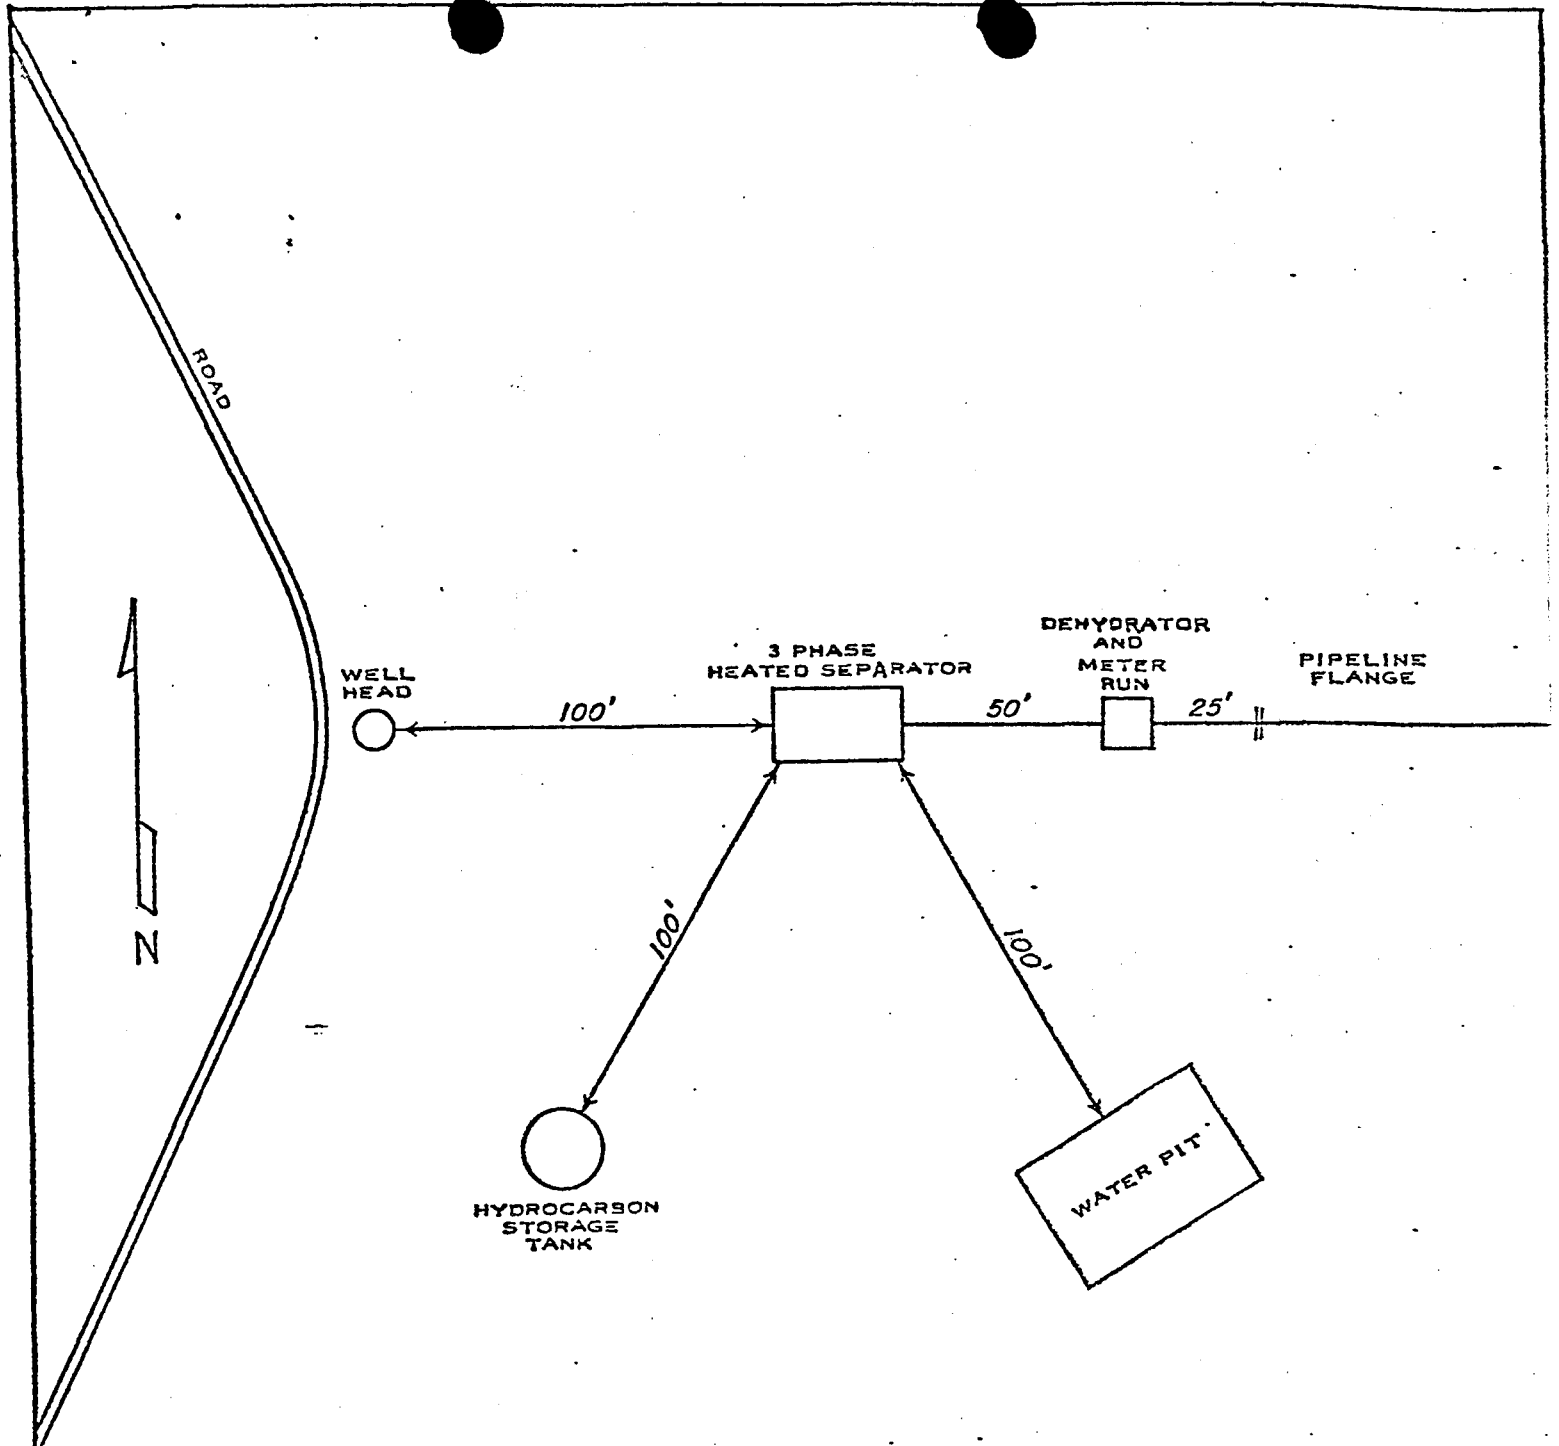 ROAD
WELL
HEAD
100'
3 PHASE
HEATED SEPARATOR
50'
DEHYDRATOR
AND
METER
RUN
25'
PIPELINE
FLANGE
N
100'
100'
HYDROCARBON
STORAGE
TANK
WATER PIT